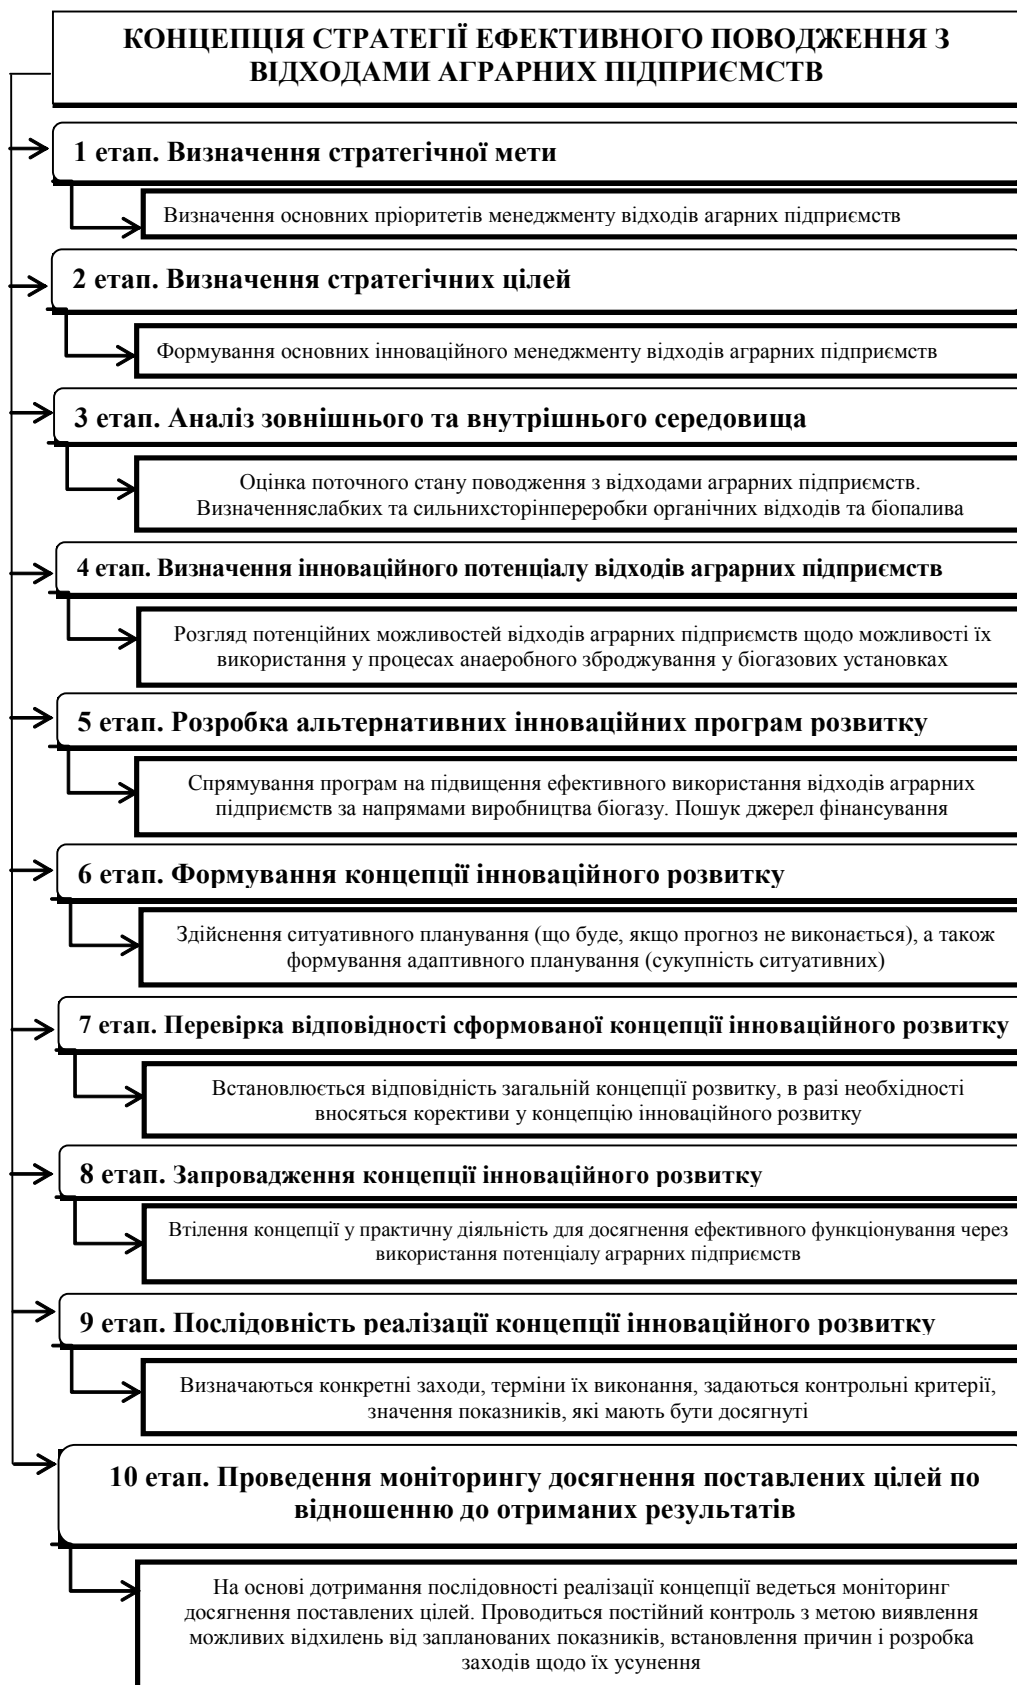 КОНЦЕПЦІЯ СТРАТЕГІЇ ЕФЕКТИВНОГО ПОВОДЖЕННЯ З
ВІДХОДАМИ АГРАРНИХ ПІДПРИЄМСТВ
1 етап. Визначення стратегічної мети
Визначення основних пріоритетів менеджменту відходів агарних підприємств
2 етап. Визначення стратегічних цілей
Формування основних інноваційного менеджменту відходів аграрних підприємств
3 етап. Аналіз зовнішнього та внутрішнього середовища
Оцінка поточного стану поводження з відходами аграрних підприємств.
Визначенняслабких та сильнихсторінпереробки органічних відходів та біопалива
4 етап. Визначення інноваційного потенціалу відходів аграрних підприємств
Розгляд потенційних можливостей відходів аграрних підприємств щодо можливості їх
використання у процесах анаеробного зброджування у біогазових установках
5 етап. Розробка альтернативних інноваційних програм розвитку
Спрямування програм на підвищення ефективного використання відходів аграрних
підприємств за напрямами виробництва біогазу. Пошук джерел фінансування
6 етап. Формування концепції інноваційного розвитку
Здійснення ситуативного планування (що буде, якщо прогноз не виконається), а також
формування адаптивного планування (сукупність ситуативних)
7 етап. Перевірка відповідності сформованої концепції інноваційного розвитку
Встановлюється відповідність загальній концепції розвитку, в разі необхідності
вносяться корективи у концепцію інноваційного розвитку
8 етап. Запровадження концепції інноваційного розвитку
Втілення концепції у практичну діяльність для досягнення ефективного функціонування через
використання потенціалу аграрних підприємств
9 етап. Послідовність реалізації концепції інноваційного розвитку
Визначаються конкретні заходи, терміни їх виконання, задаються контрольні критерії,
значення показників, які мають бути досягнуті
10 етап. Проведення моніторингу досягнення поставлених цілей по
відношенню до отриманих результатів
На основі дотримання послідовності реалізації концепції ведеться моніторинг
досягнення поставлених цілей. Проводиться постійний контроль з метою виявлення
можливих відхилень від запланованих показників, встановлення причин і розробка
заходів щодо їх усунення